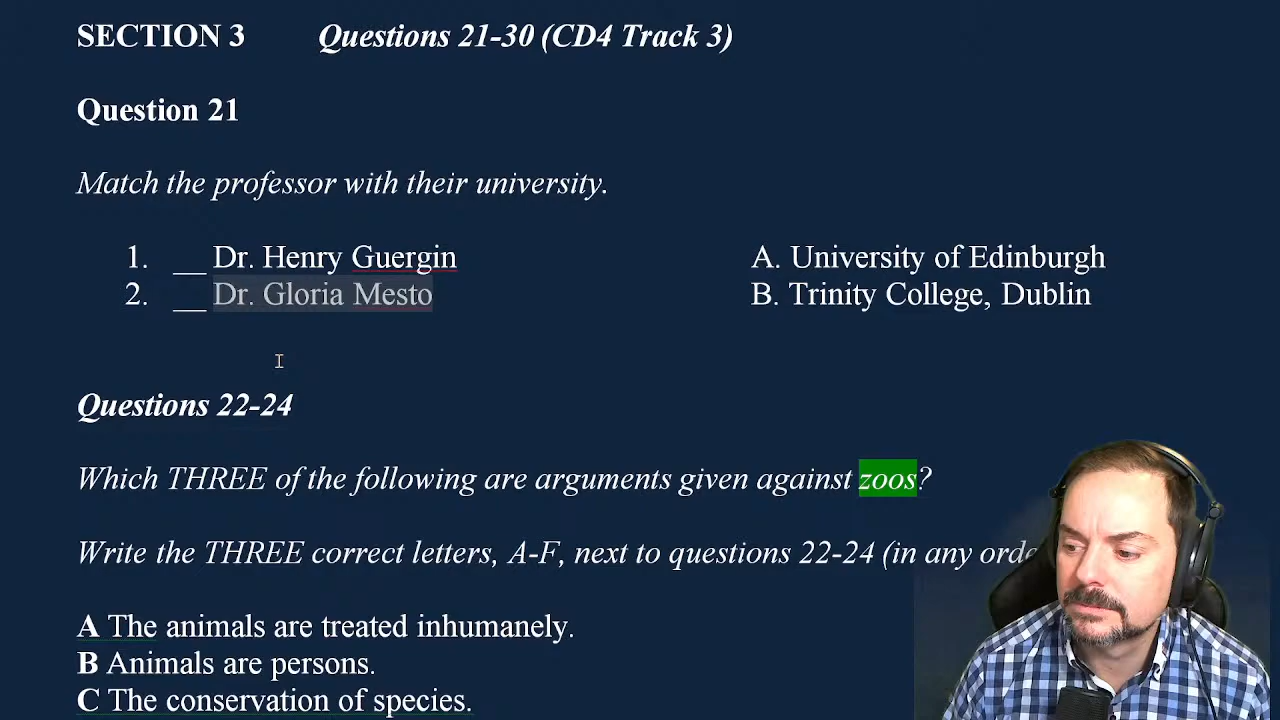 SECTION 3 Questions 21-30 (CD4 Track 3)
Question 21
Match the professor with their university.
1. __ Dr. Henry Guergin A. University of Edinburgh
2. __ Dr. Gloria Mesto B. Trinity College, Dublin
Questions 22-24
Which THREE of the following are arguments given against zoos?
Write the THREE correct letters, A-F, next to questions 22-24 (in any
A The animals are treated inhumanely.
B Animals are persons.
C The conservation of species.